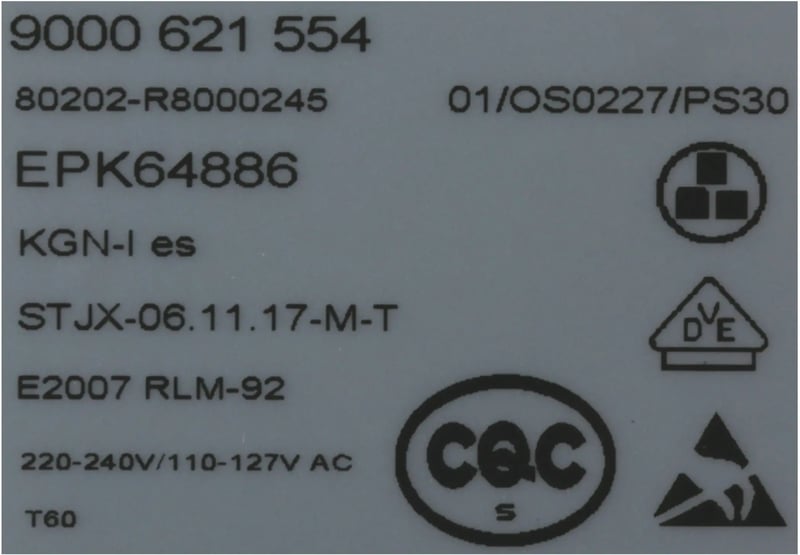 9000 621 554
80202-R8000245 01/OS0227/PS30
EPK64886
KGN-I es
STJX-06.11.17-M-T
DVE
E2007 RLM-92
CQC
S
220-240V/110-127V AC
T60